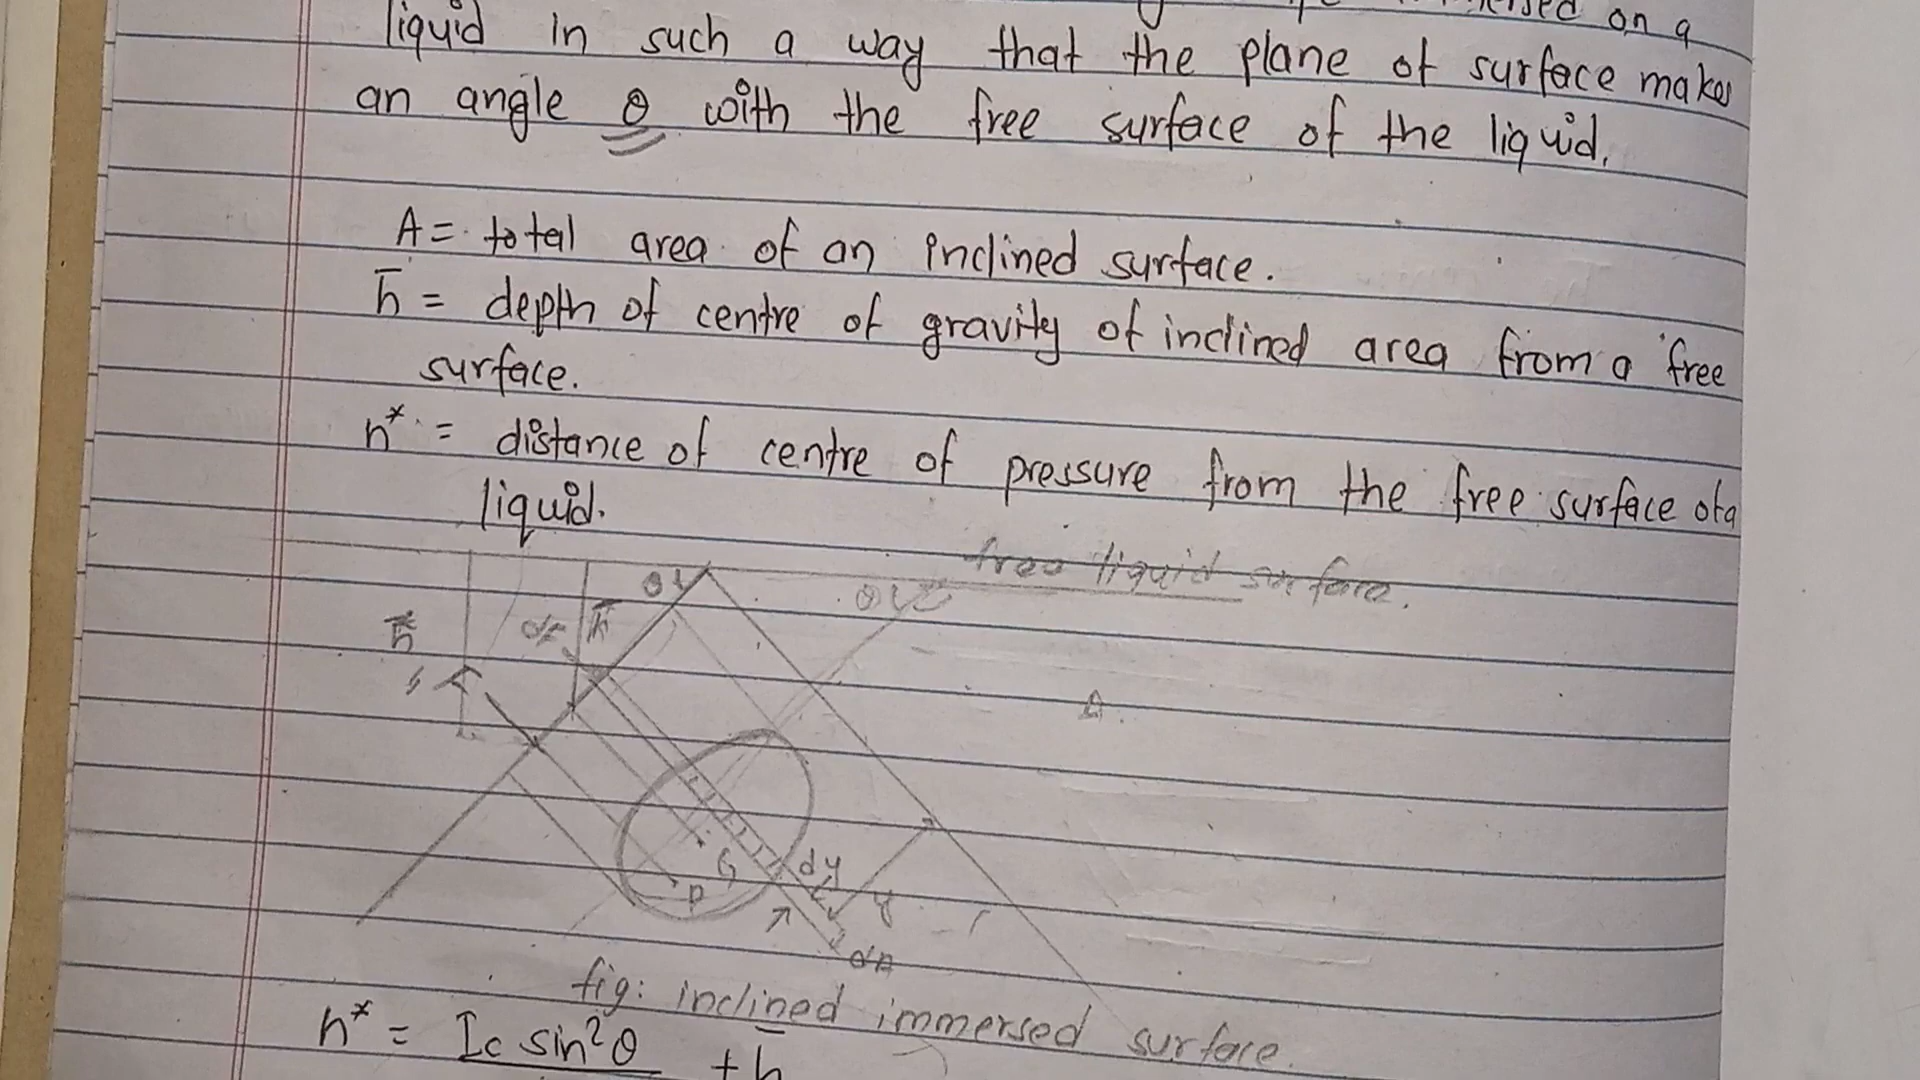 on a
liquid in such a way that the plane of surface makes
an angle θ with the free surface of the liquid.
A = total area of an inclined surface.
h̄ = depth of centre of gravity of inclined area from a free
surface.
h* = distance of centre of pressure from the free surface of a
liquid.
free liquid surface.
θ
θ
h̄
h̄
G
P
dy
y
dA
fig: inclined immersed surface.
h* = Ic sin²θ + h̄